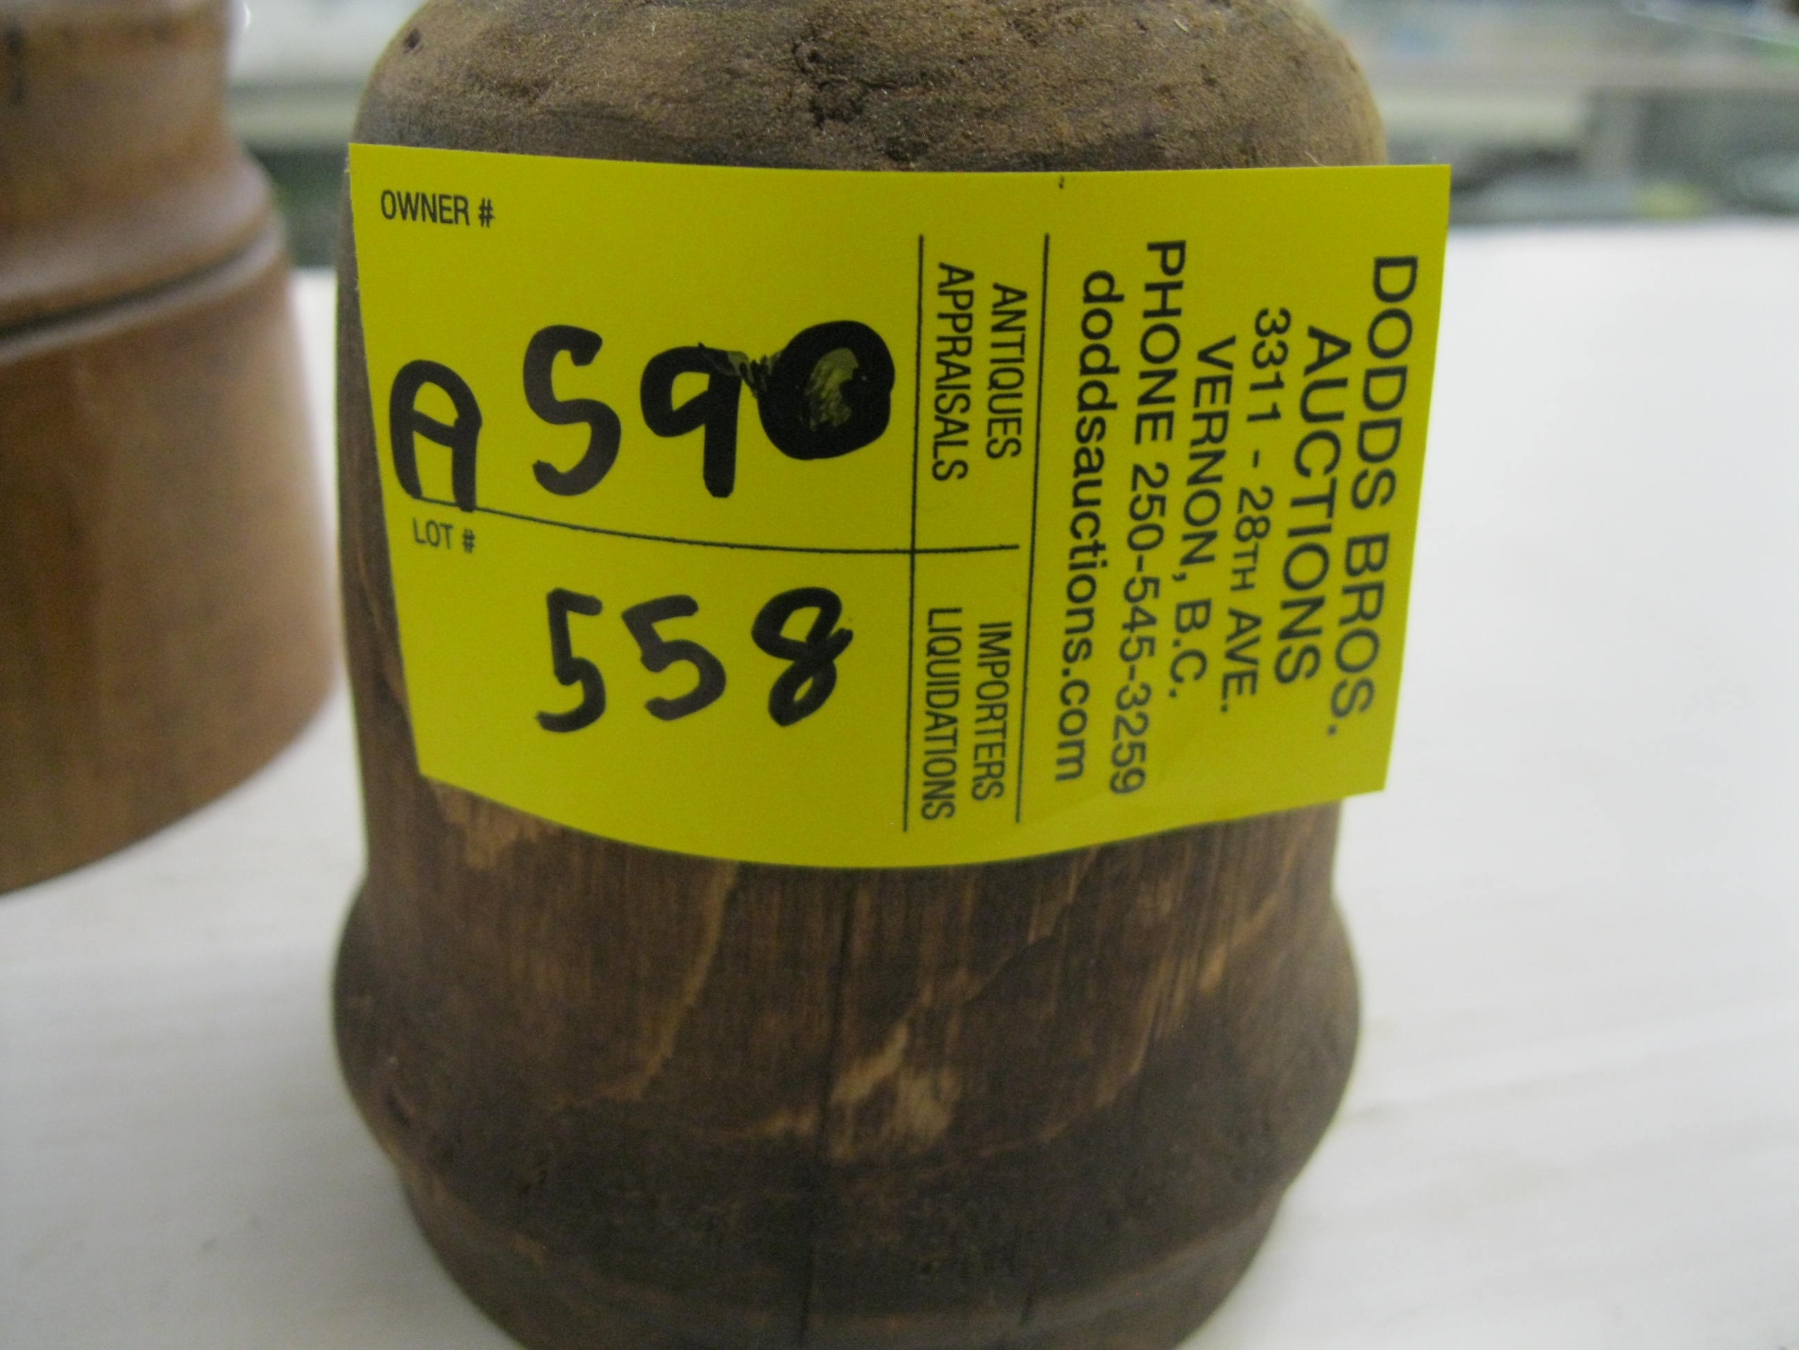 OWNER #
A 590
LOT #
558
ANTIQUES
APPRAISALS
IMPORTERS
LIQUIDATIONS
DODDS BROS.
AUCTIONS
3311 - 28TH AVE.
VERNON, B.C.
PHONE 250-545-3259
doddsauctions.com